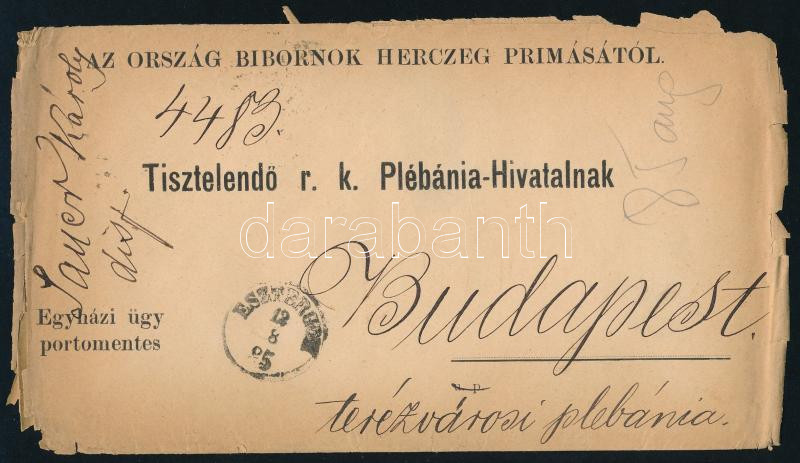 AZ ORSZÁG BIBORNOK HERCZEG PRIMÁSÁTÓL.
4483.
Sauer Károly
Tisztelendő r. k. Plébánia-Hivatalnak
85 aug
darabanth
ESZTERGOM
12
8
85
Budapest.
Egyházi ügy
portomentes
u. p.
terézvárosi plebánia.